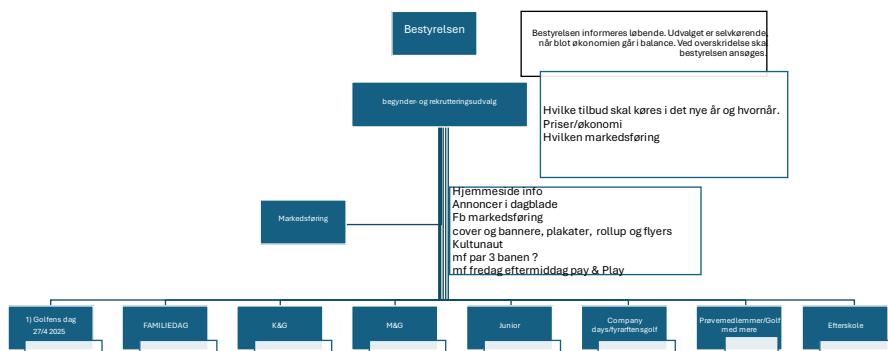 Bestyrelsen
Bestyrelsen informeres løbende. Udvalget er selvkørende,
når blot økonomien går i balance. Ved overskridelse skal
bestyrelsen ansøges.
begynder- og rekrutteringsudvalg
Hvilke tilbud skal køres i det nye år og hvornår.
Priser/økonomi
Hvilken markedsføring
Markedsføring
Hjemmeside info
Annoncer i dagblade
Fb markedsføring
cover og bannere, plakater, rollup og flyers
Kultunaut
mf par 3 banen ?
mf fredag eftermiddag pay & Play
1) Golfens dag
27/4 2025
FAMILIEDAG
K&G
M&G
Junior
Company
days/fyraftensgolf
Prøvemedlemmer/Golf
med mere
Efterskole